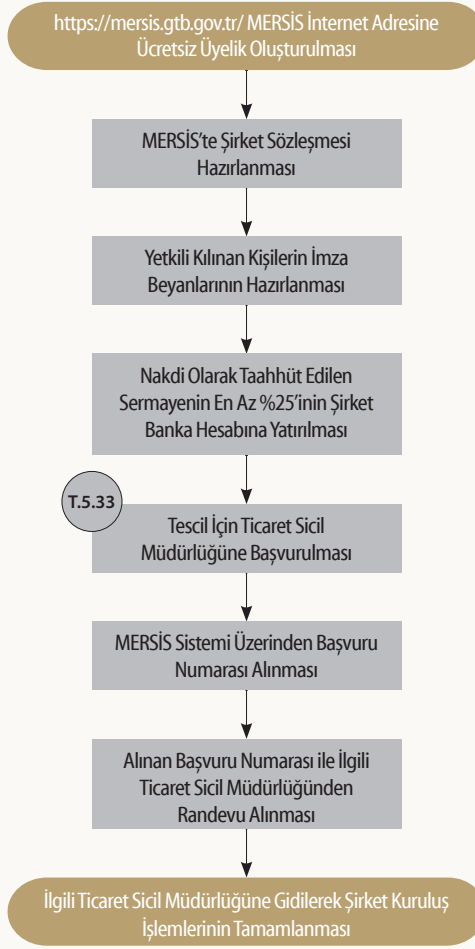 https://mersis.gtb.gov.tr/ MERSİS İnternet Adresine
Ücretsiz Üyelik Oluşturulması
MERSİS’te Şirket Sözleşmesi
Hazırlanması
Yetkili Kılınan Kişilerin İmza
Beyanlarının Hazırlanması
Nakdi Olarak Taahhüt Edilen
Sermayenin En Az %25’inin Şirket
Banka Hesabına Yatırılması
T.5.33
Tescil İçin Ticaret Sicil
Müdürlüğüne Başvurulması
MERSİS Sistemi Üzerinden Başvuru
Numarası Alınması
Alınan Başvuru Numarası ile İlgili
Ticaret Sicil Müdürlüğünden
Randevu Alınması
İlgili Ticaret Sicil Müdürlüğüne Gidilerek Şirket Kuruluş
İşlemlerinin Tamamlanması